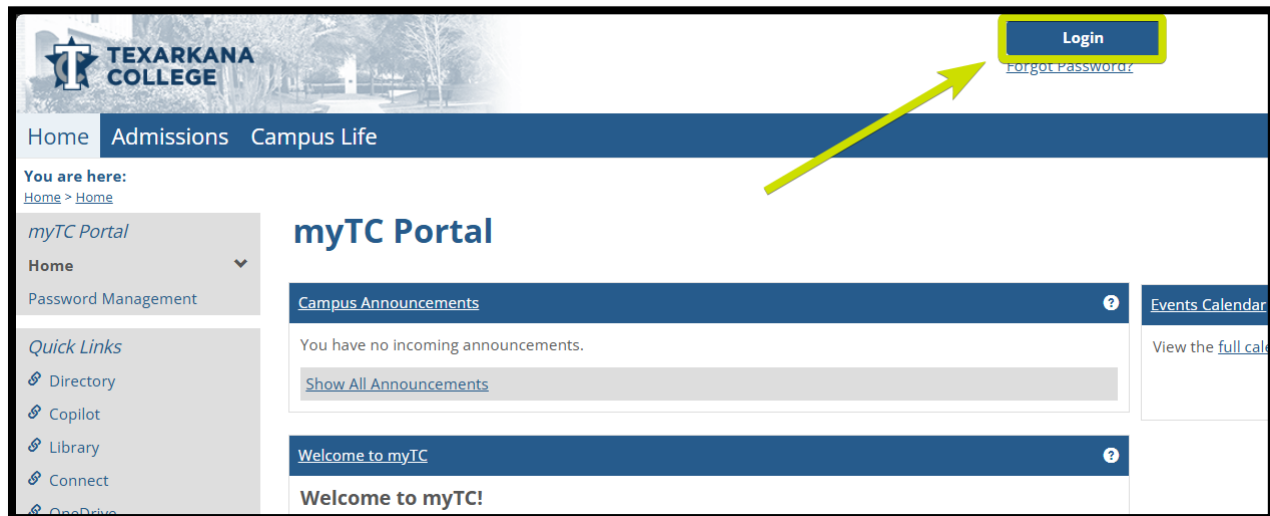 TEXARKANA
COLLEGE
Login
Forgot Password?
Home Admissions Campus Life
You are here:
Home > Home
myTC Portal
Home
Password Management
Quick Links
Directory
Copilot
Library
Connect
OneDrive
myTC Portal
Campus Announcements
You have no incoming announcements.
Show All Announcements
Welcome to myTC
Welcome to myTC!
Events Calendar
View the full